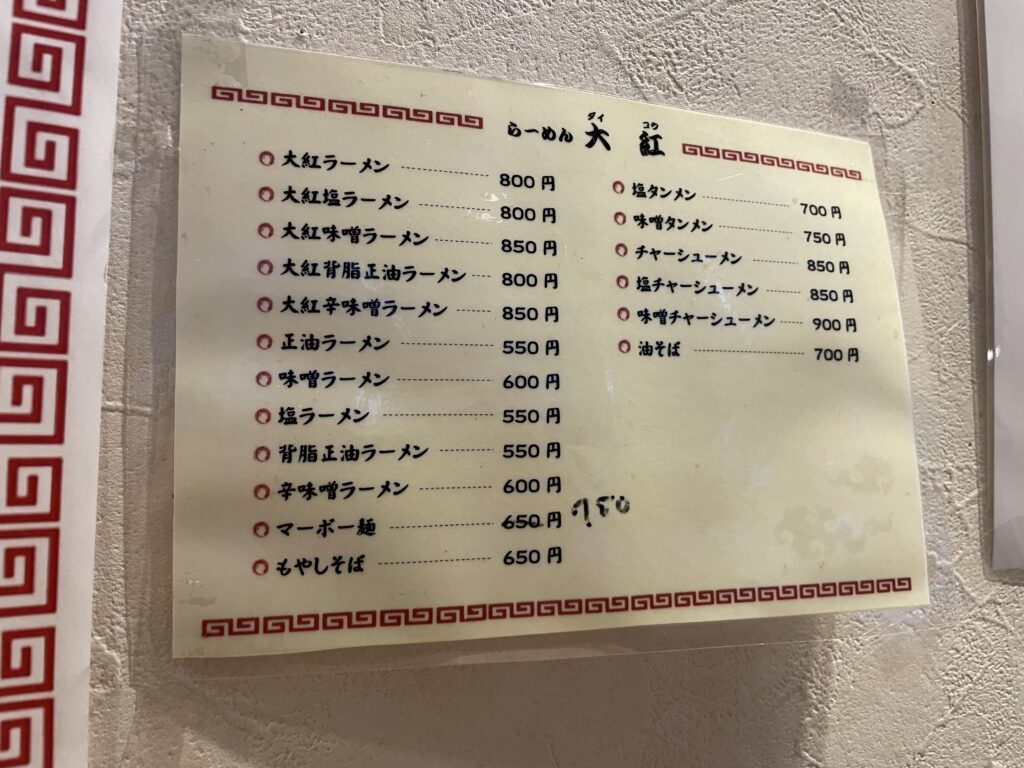 らーめん 大紅
ダイ コウ
大紅ラーメン 800円
大紅塩ラーメン 800円
大紅味噌ラーメン 850円
大紅背脂正油ラーメン 800円
大紅辛味噌ラーメン 850円
正油ラーメン 550円
味噌ラーメン 600円
塩ラーメン 550円
背脂正油ラーメン 550円
辛味噌ラーメン 600円
マーボー麺 650円
もやしそば 650円
塩タンメン 700円
味噌タンメン 750円
チャーシューメン 850円
塩チャーシューメン 850円
味噌チャーシューメン 900円
油そば 700円